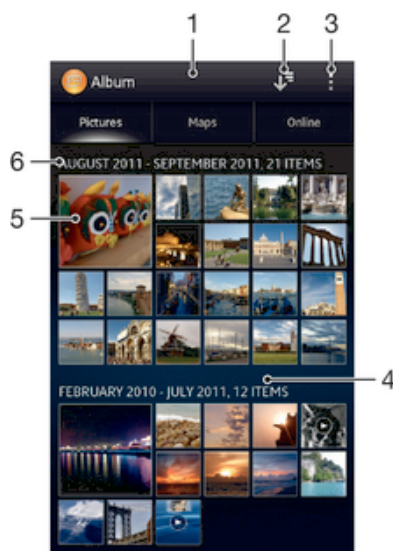 1 2 3
Album
Pictures Maps Online
6 AUGUST 2011 - SEPTEMBER 2011, 21 ITEMS
5
4
FEBRUARY 2010 - JULY 2011, 12 ITEMS